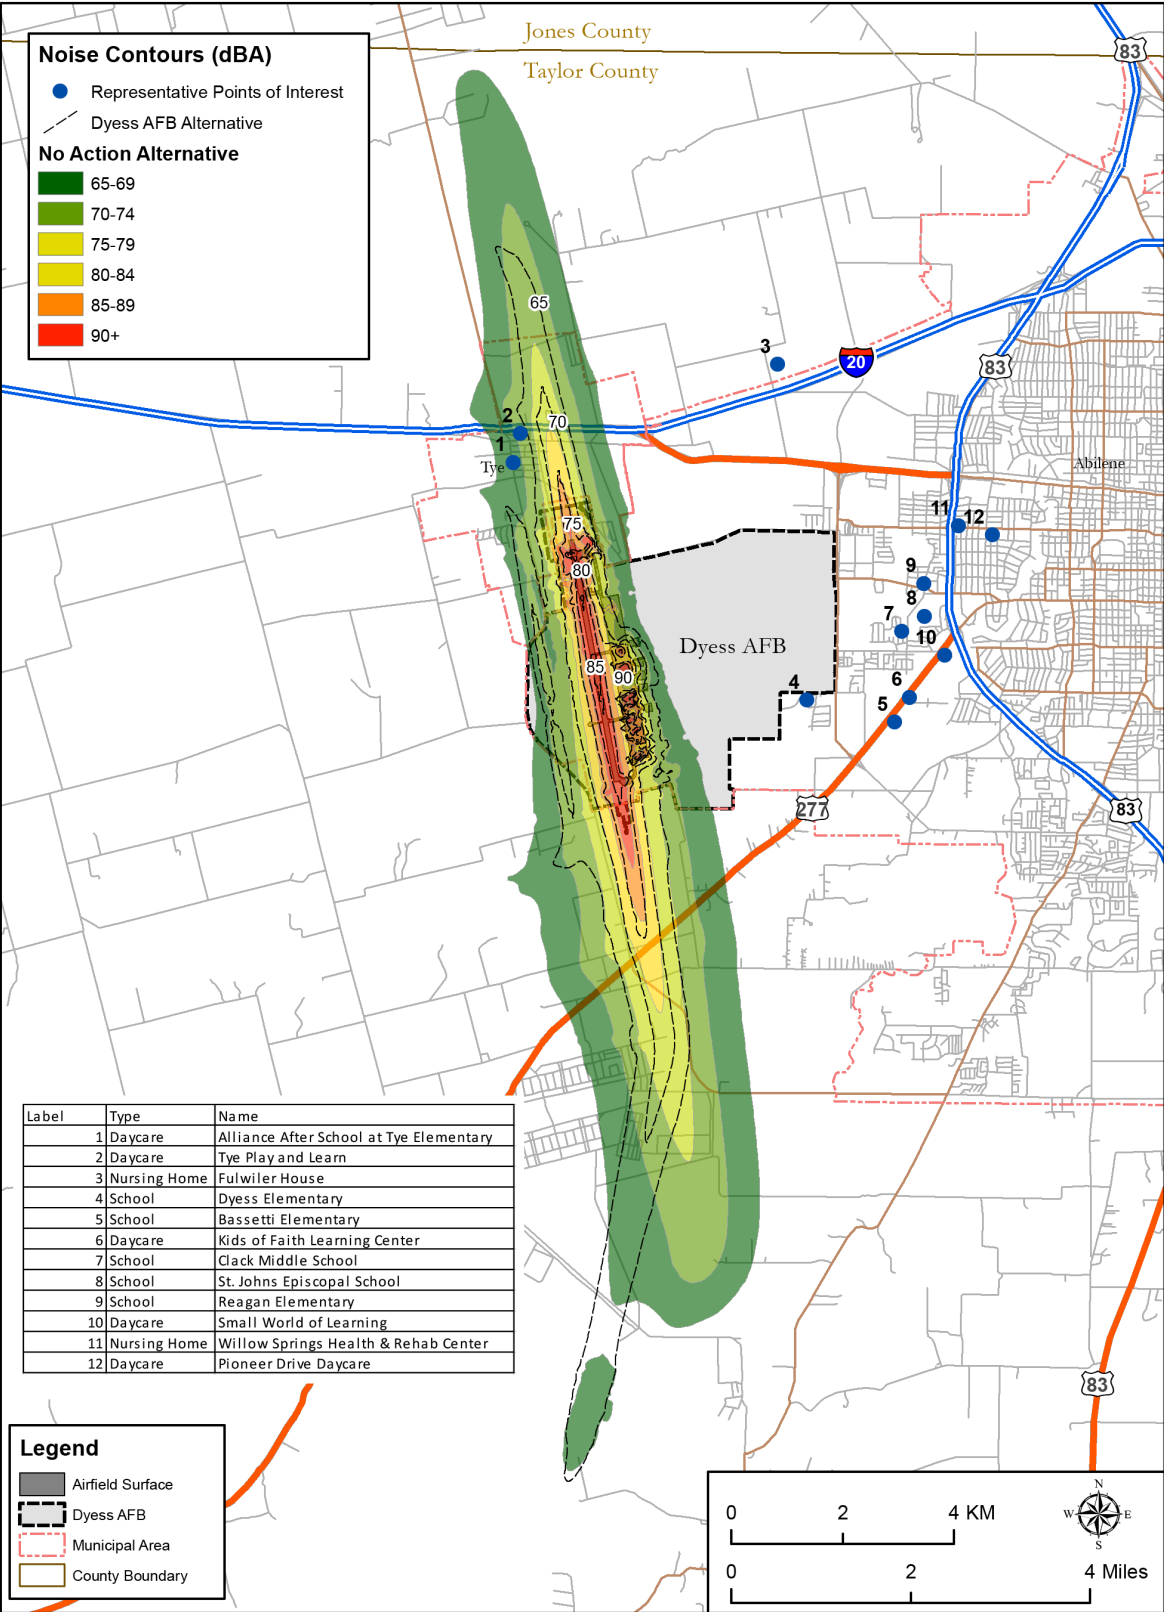 Jones County
Taylor County
83
Noise Contours (dBA)
Representative Points of Interest
Dyess AFB Alternative
No Action Alternative
65-69
70-74
75-79
80-84
85-89
90+
65
3
20
83
2
70
1
Tye
Abilene
75
11
12
80
9
8
7
10
Dyess AFB
85
90
4
6
5
277
83
Label Type Name
1 Daycare Alliance After School at Tye Elementary
2 Daycare Tye Play and Learn
3 Nursing Home Fulwiler House
4 School Dyess Elementary
5 School Bassetti Elementary
6 Daycare Kids of Faith Learning Center
7 School Clack Middle School
8 School St. Johns Episcopal School
9 School Reagan Elementary
10 Daycare Small World of Learning
11 Nursing Home Willow Springs Health & Rehab Center
12 Daycare Pioneer Drive Daycare
83
Legend
Airfield Surface
Dyess AFB
Municipal Area
County Boundary
0 2 4 KM
0 2 4 Miles
N
W E
S